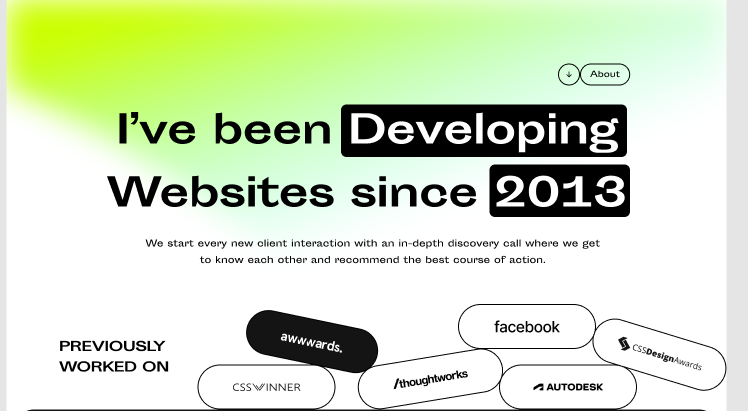 About
I've been Developing
Websites since 2013
We start every new client interaction with an in-depth discovery call where we get
to know each other and recommend the best course of action.
PREVIOUSLY
WORKED ON
awwwards.
facebook
CSSDesignAwards
CSSWINNER
/thoughtworks
AUTODESK